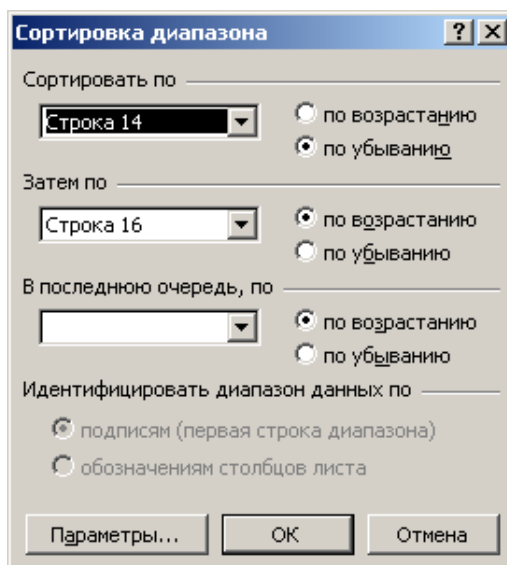 Сортировка диапазона
Сортировать по
Строка 14
по возрастанию
по убыванию
Затем по
Строка 16
по возрастанию
по убыванию
В последнюю очередь, по
по возрастанию
по убыванию
Идентифицировать диапазон данных по
подписям (первая строка диапазона)
обозначениям столбцов листа
Параметры... ОК Отмена